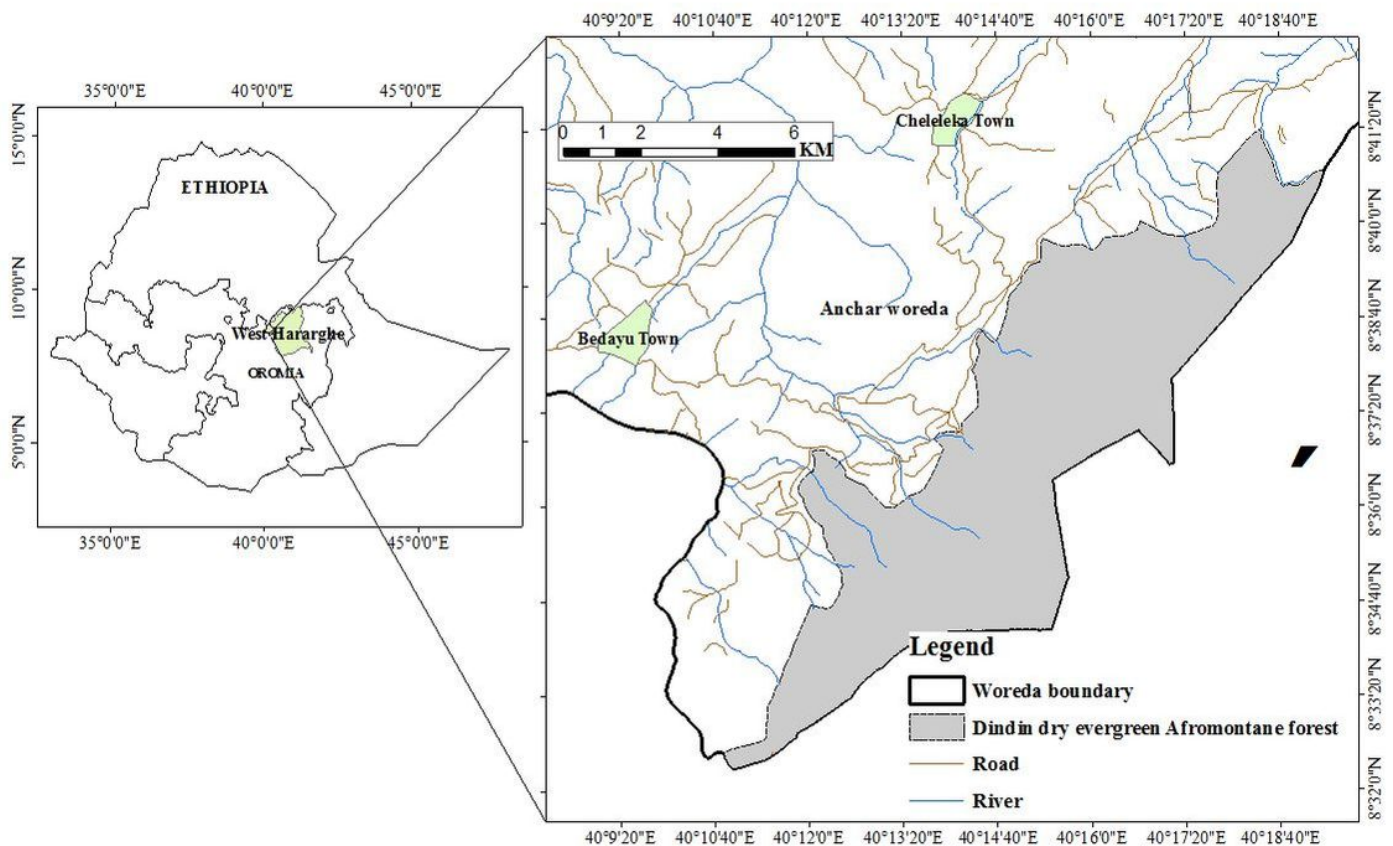 35°0'0"E 40°0'0"E 45°0'0"E
15°0'0"N
10°0'0"N
5°0'0"N
ETHIOPIA
West Hararghe
OROMIA
35°0'0"E 40°0'0"E 45°0'0"E
40°9'20"E 40°10'40"E 40°12'0"E 40°13'20"E 40°14'40"E 40°16'0"E 40°17'20"E 40°18'40"E
0 1 2 4 6
KM
Cheleleka Town
Anchar woreda
Bedayu Town
8°41'20"N
8°40'0"N
8°38'40"N
8°37'20"N
8°36'0"N
8°34'40"N
8°33'20"N
8°32'0"N
Legend
Woreda boundary
Dindin dry evergreen Afromontane forest
Road
River
40°9'20"E 40°10'40"E 40°12'0"E 40°13'20"E 40°14'40"E 40°16'0"E 40°17'20"E 40°18'40"E